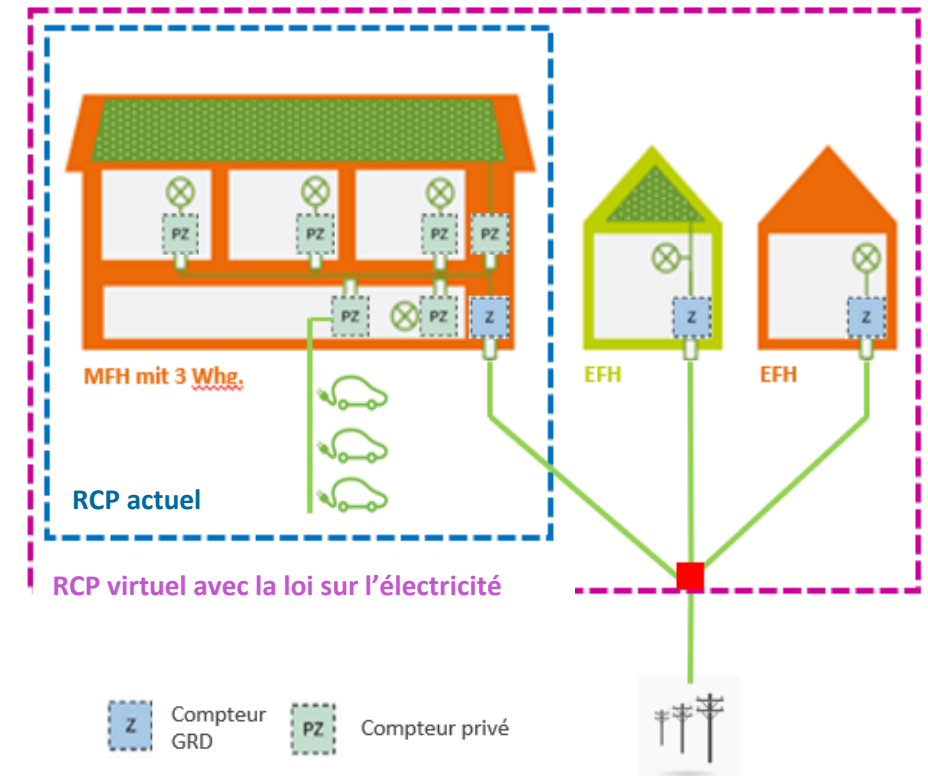 PZ PZ PZ PZ
PZ PZ Z Z Z
MFH mit 3 Whg. EFH EFH
RCP actuel
RCP virtuel avec la loi sur l’électricité
Z Compteur GRD PZ Compteur privé